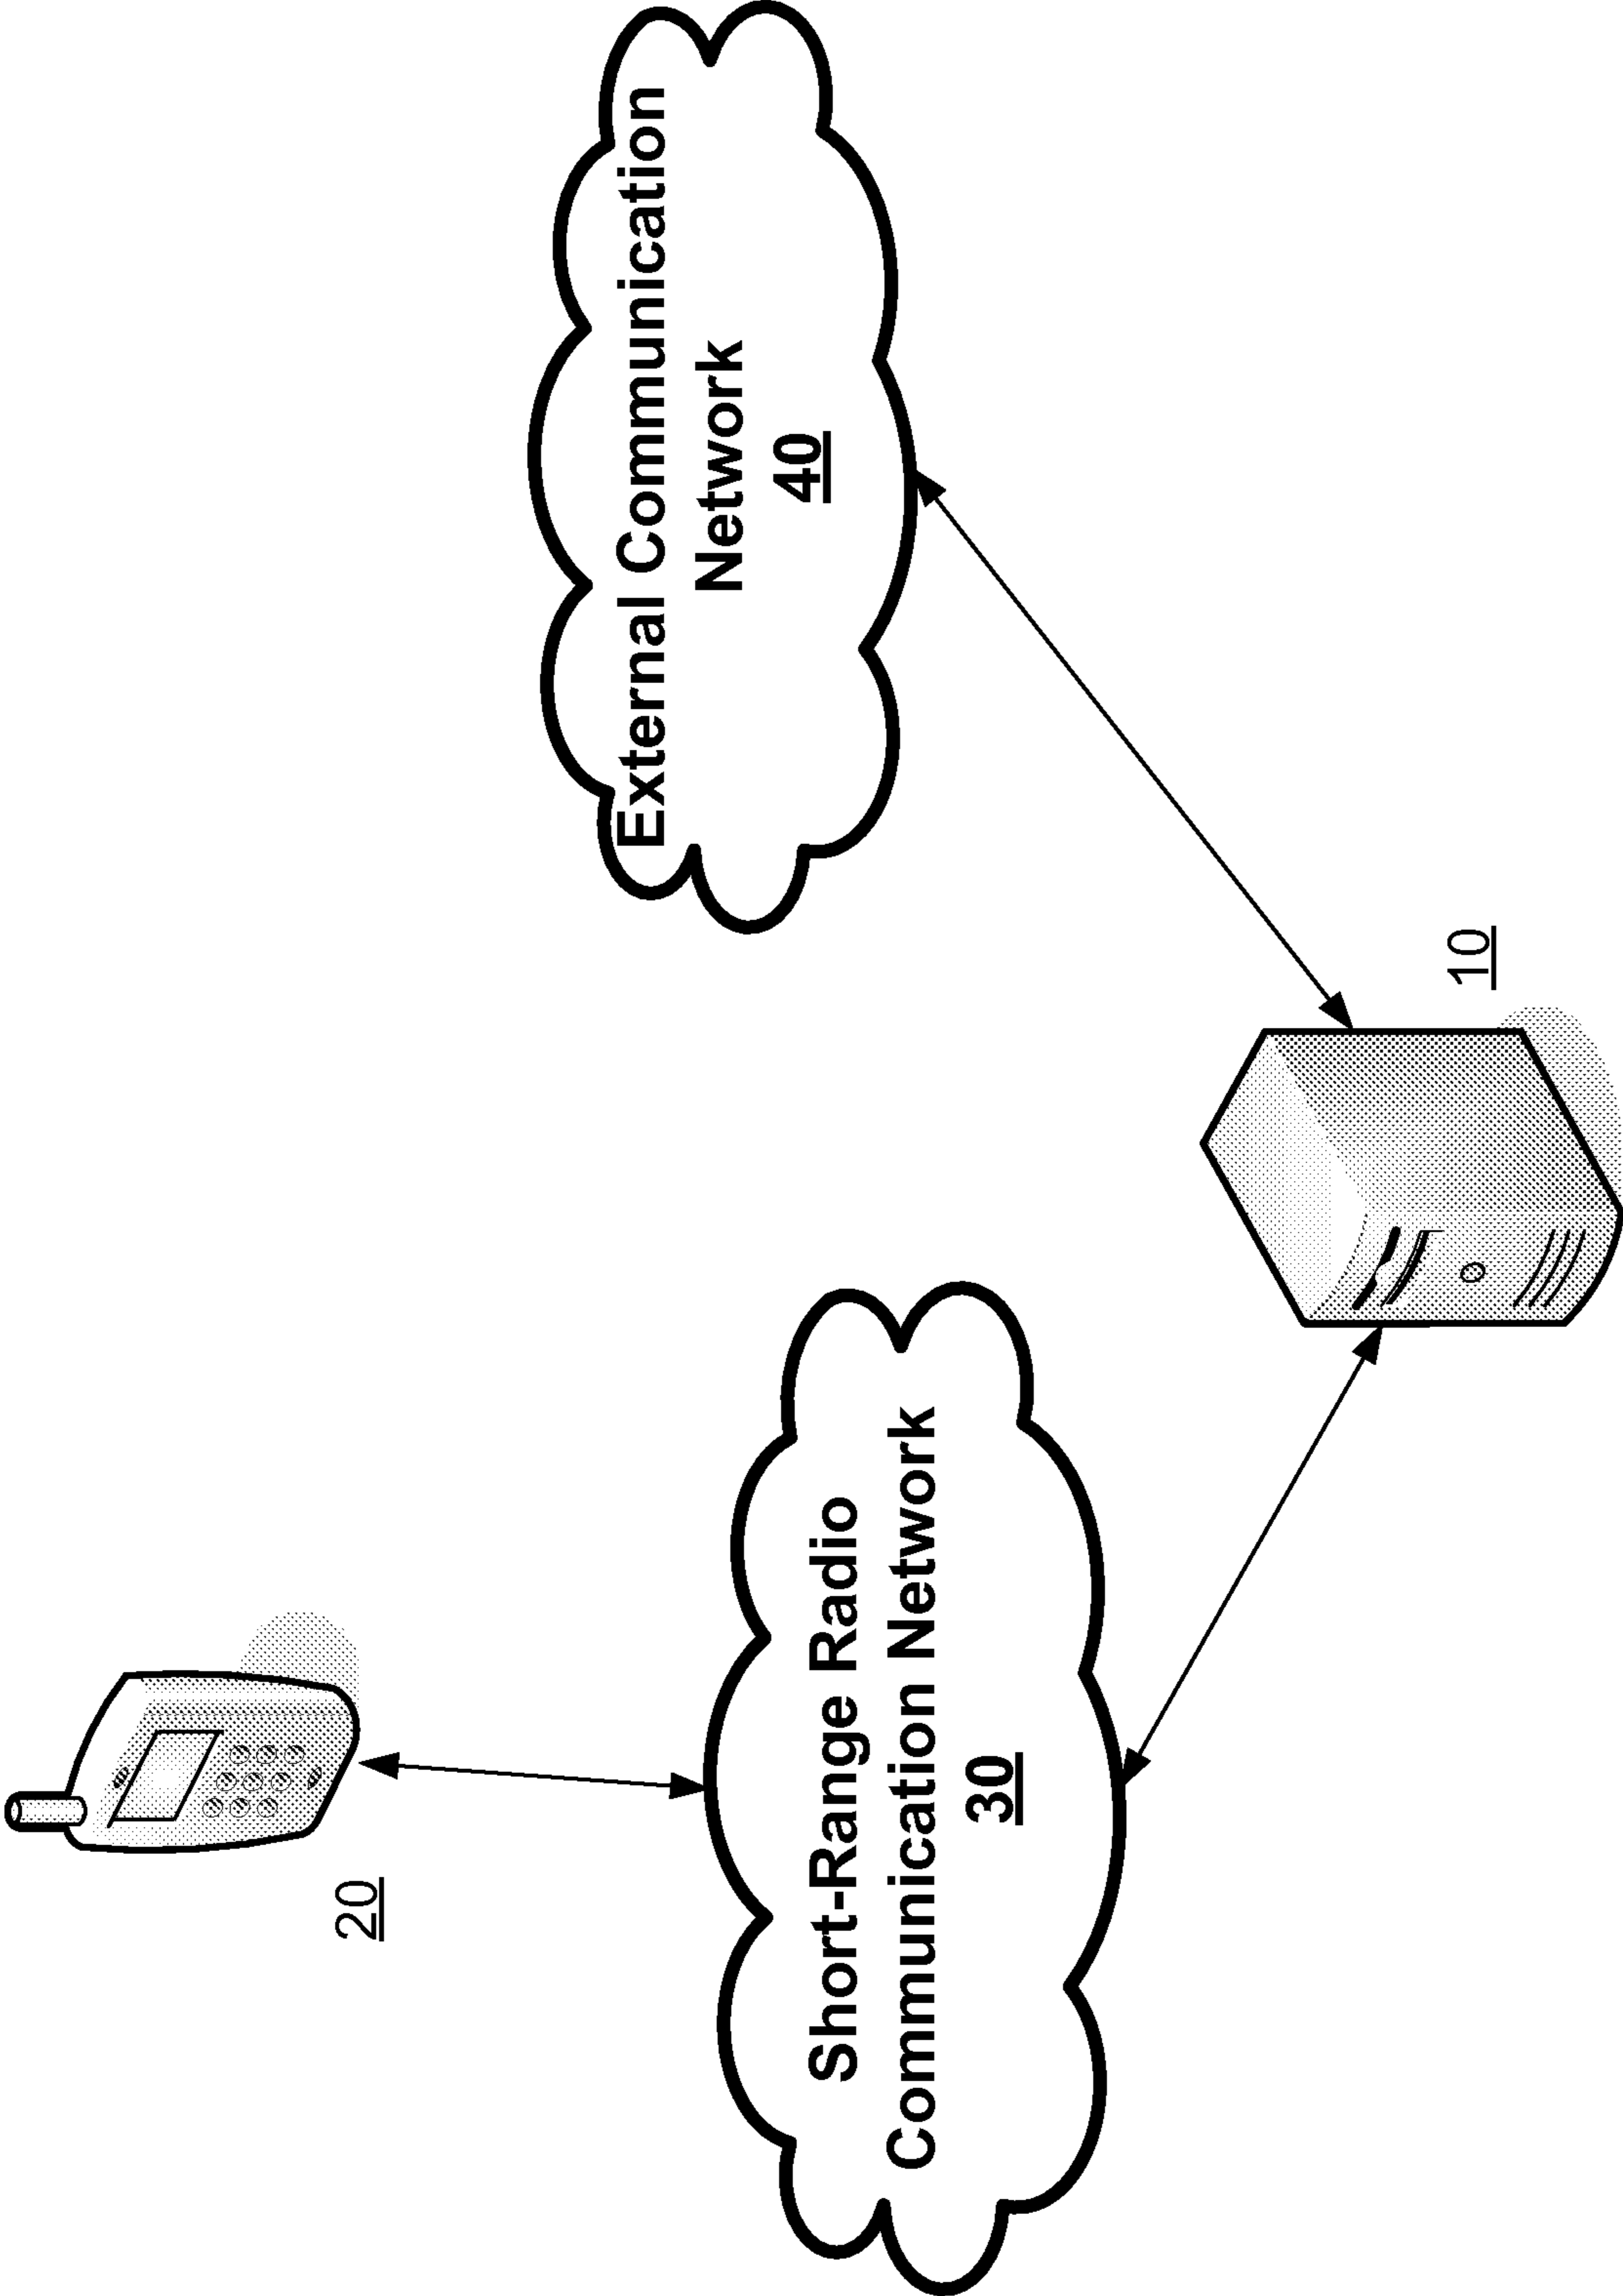 20
Short-Range Radio
Communication Network
30
External Communication
Network
40
10